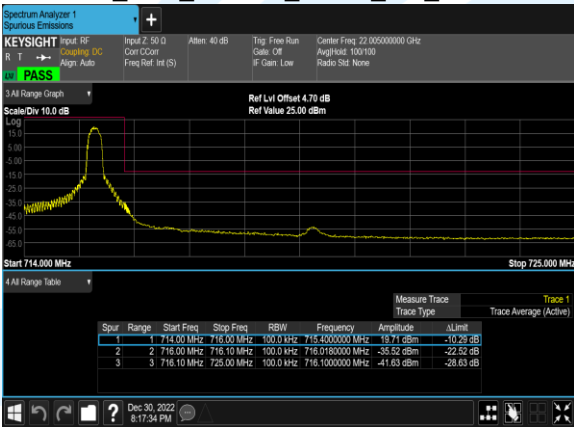 Spectrum Analyzer 1
Spurious Emissions
KEYSIGHT Input: RF Input Z: 50 Ω Atten: 40 dB Trig: Free Run Center Freq: 22.005000000 GHz
R T Coupling: DC Corr CCorr Gate: Off Avg|Hold: 100/100
Align: Auto Freq Ref: Int (S) IF Gain: Low Radio Std: None
PASS
3 All Range Graph Ref Lvl Offset 4.70 dB
Scale/Div 10.0 dB Ref Value 25.00 dBm
Log
15.0
5.00
-5.00
-15.0
-25.0
-35.0
-45.0
-55.0
-65.0
Start 714.000 MHz Stop 725.000 MHz
4 All Range Table
Measure Trace Trace 1
Trace Type Trace Average (Active)
Spur Range Start Freq Stop Freq RBW Frequency Amplitude ΔLimit
1 1 714.00 MHz 716.00 MHz 100.0 kHz 715.4000000 MHz 19.71 dBm -10.29 dB
2 2 716.00 MHz 716.10 MHz 100.0 kHz 716.0180000 MHz -35.52 dBm -22.52 dB
3 3 716.10 MHz 725.00 MHz 100.0 kHz 716.1000000 MHz -41.63 dBm -28.63 dB
Dec 30, 2022
8:17:34 PM